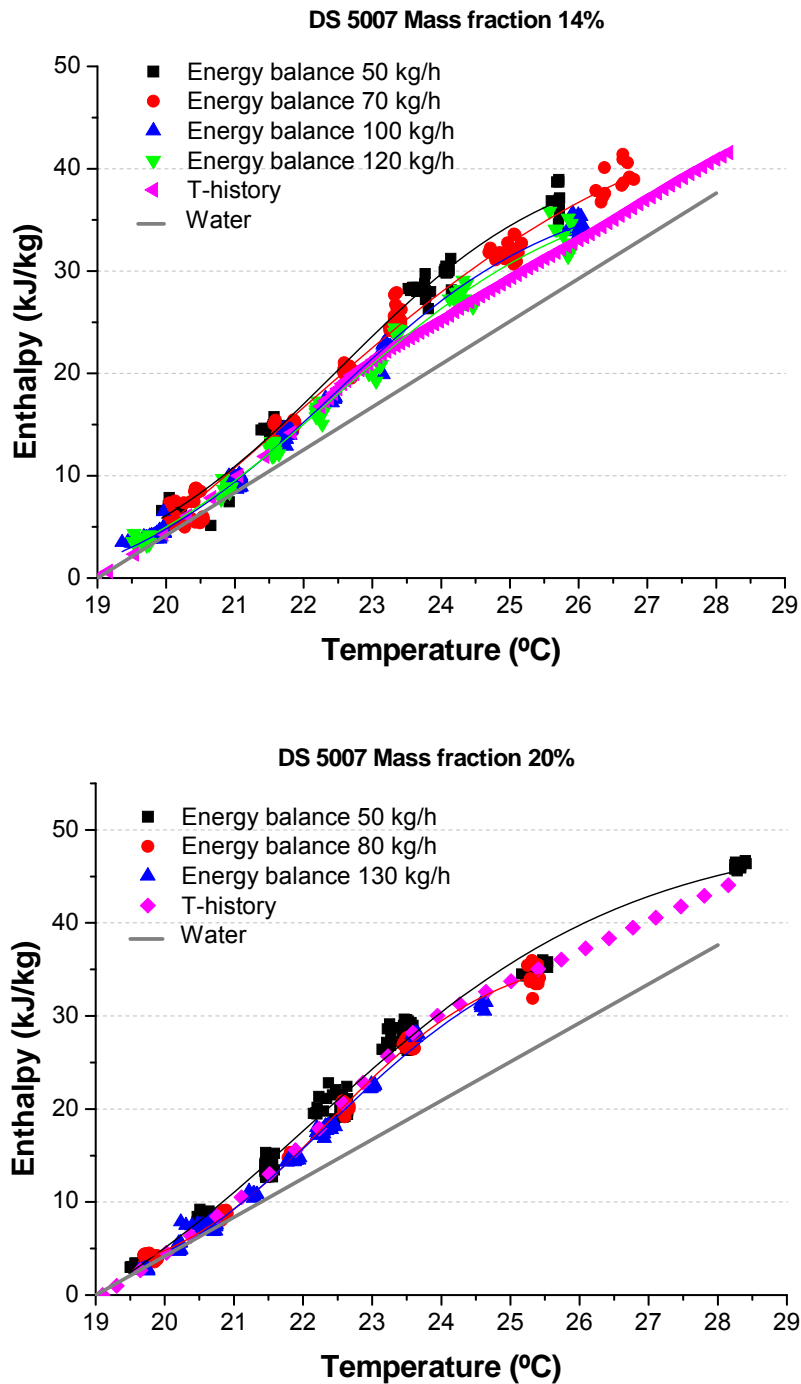 DS 5007 Mass fraction 14%
50
40
30
20
10
0
Enthalpy (kJ/kg)
Energy balance 50 kg/h
Energy balance 70 kg/h
Energy balance 100 kg/h
Energy balance 120 kg/h
T-history
Water
19 20 21 22 23 24 25 26 27 28 29
Temperature (ºC)
DS 5007 Mass fraction 20%
50
40
30
20
10
0
Enthalpy (kJ/kg)
Energy balance 50 kg/h
Energy balance 80 kg/h
Energy balance 130 kg/h
T-history
Water
19 20 21 22 23 24 25 26 27 28 29
Temperature (ºC)